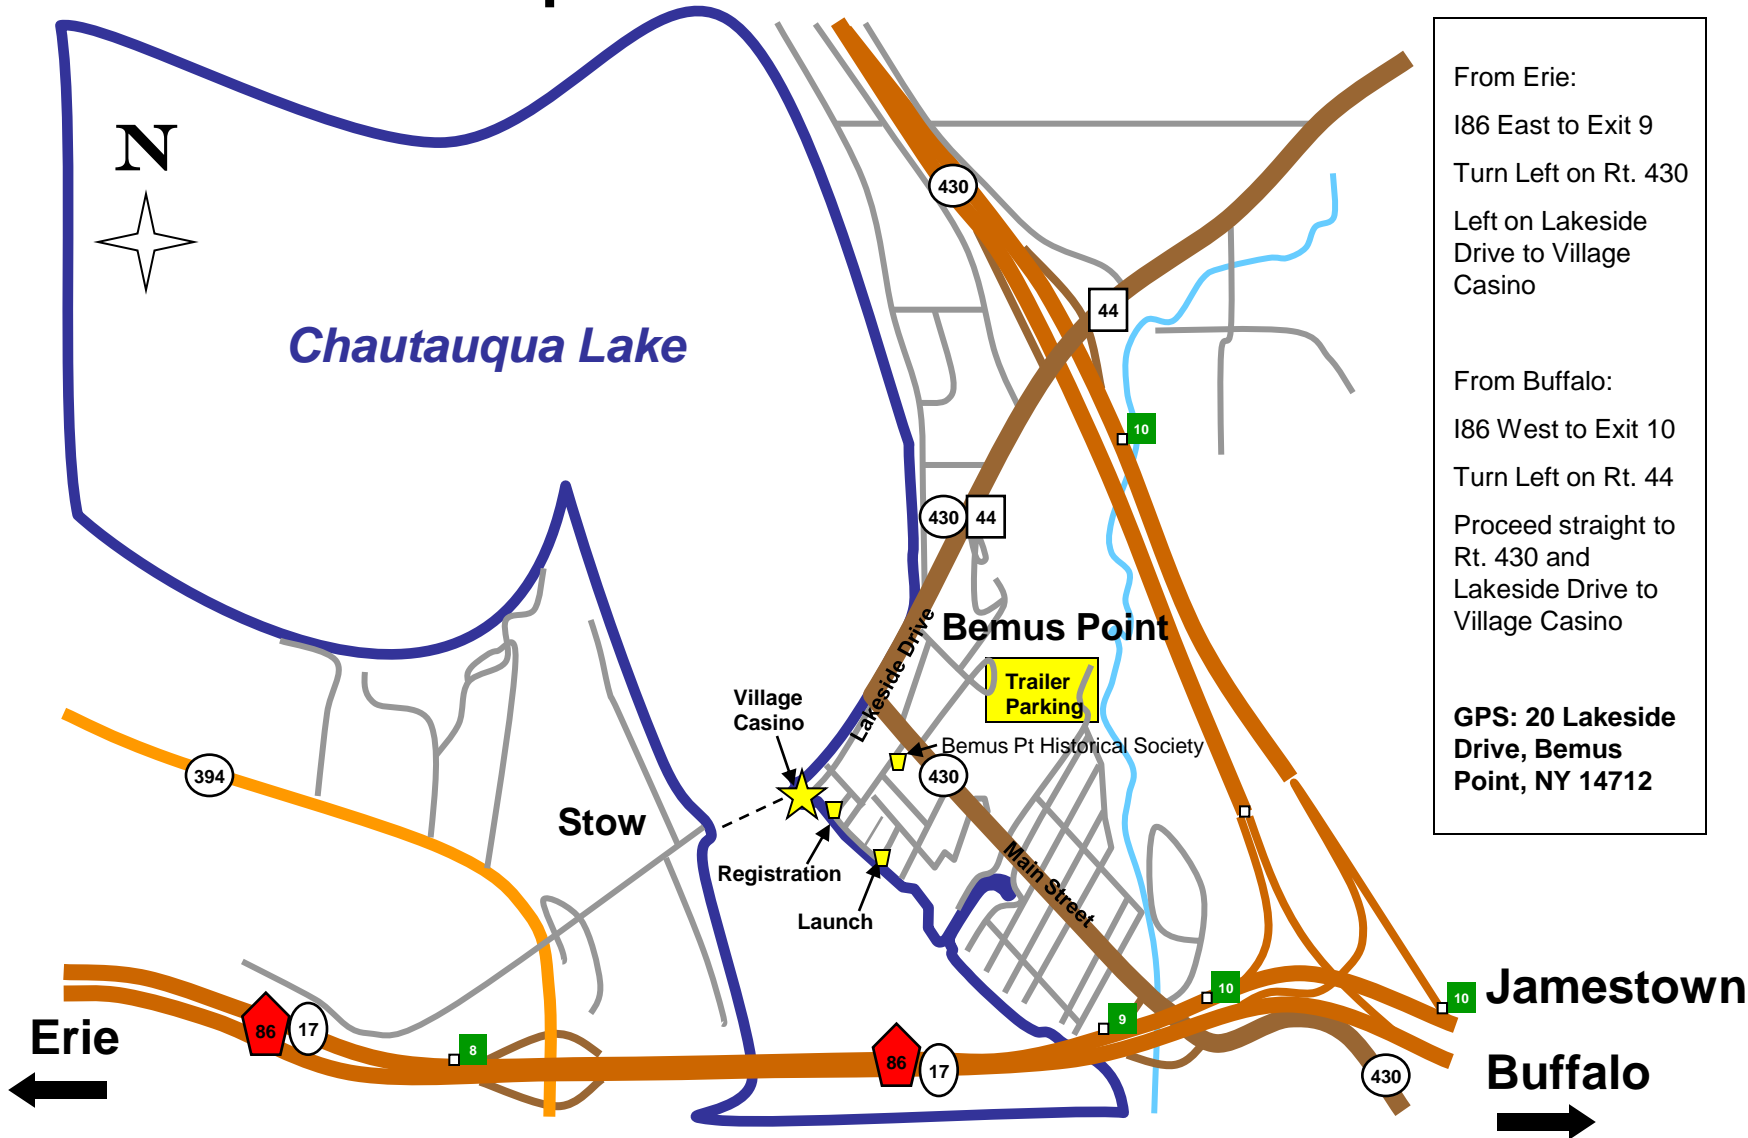 N
Chautauqua Lake
430
44
10
430
44
Lakeside Drive
Bemus Point
Trailer
Parking
Village
Casino
Bemus Pt Historical Society
430
394
Stow
Registration
Launch
Main Street
Erie
86
17
8
86
17
9
10
10
Jamestown
Buffalo
430
From Erie:
I86 East to Exit 9
Turn Left on Rt. 430
Left on Lakeside
Drive to Village
Casino
From Buffalo:
I86 West to Exit 10
Turn Left on Rt. 44
Proceed straight to
Rt. 430 and
Lakeside Drive to
Village Casino
GPS: 20 Lakeside
Drive, Bemus
Point, NY 14712